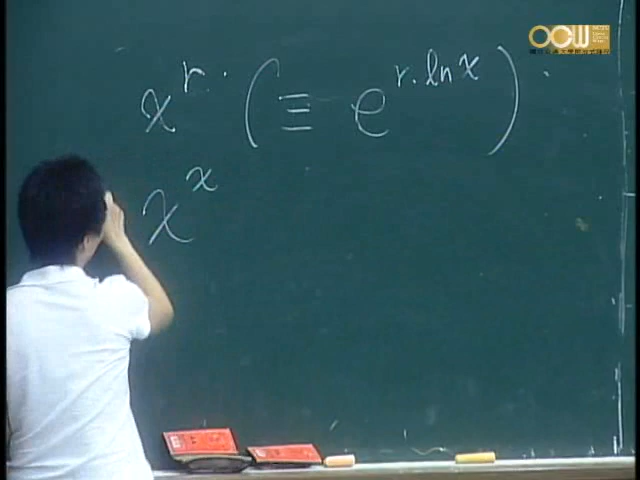 OCW
x^r · ( ≡ e^{r·ln x} ) ·
x^x